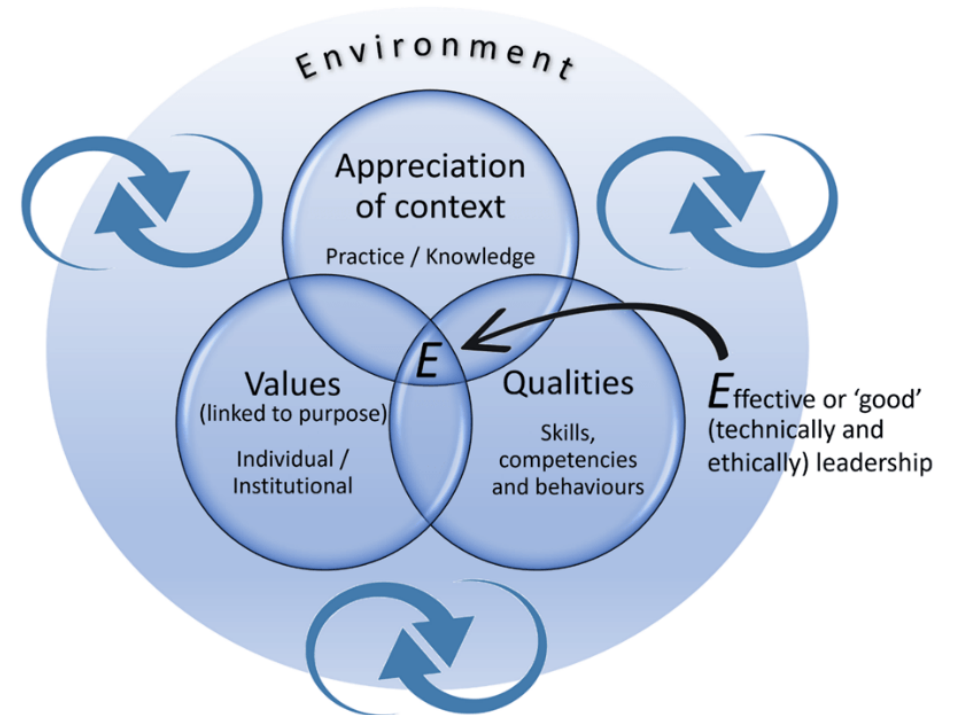 Environment
Appreciation
of context
Practice / Knowledge
E
Values
(linked to purpose)
Individual /
Institutional
Qualities
Skills,
competencies
and behaviours
Effective or ‘good’
(technically and
ethically) leadership